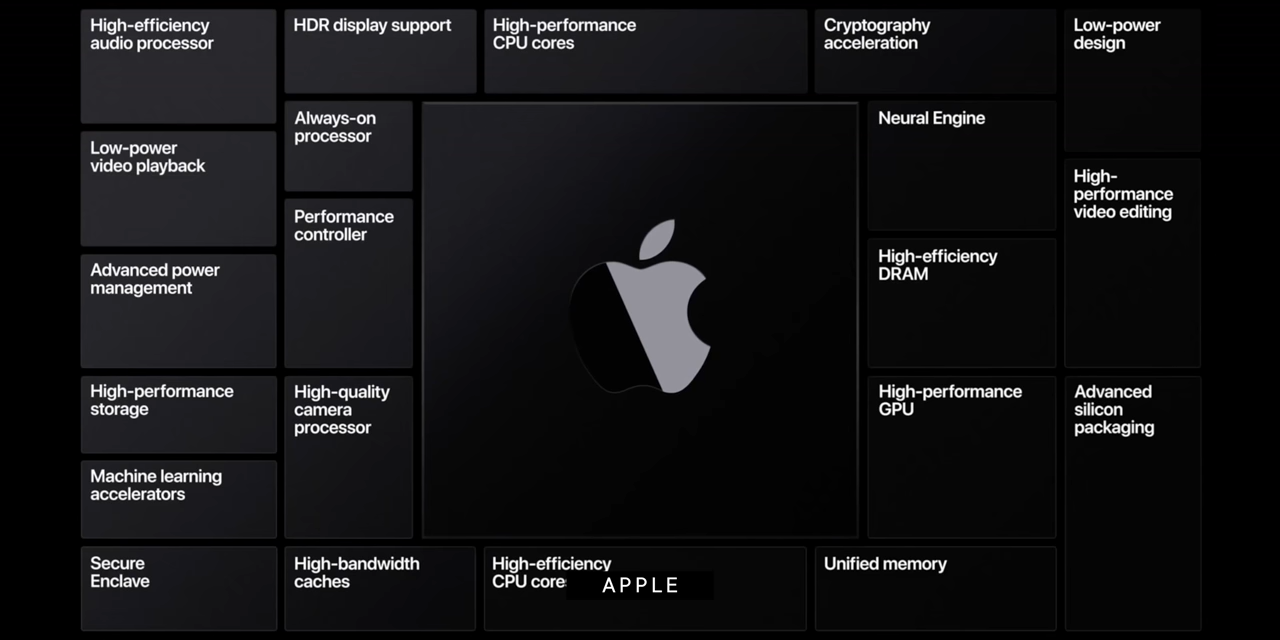 High-efficiency
audio processor
HDR display support
High-performance
CPU cores
Cryptography
acceleration
Low-power
design
Always-on
processor
Neural Engine
Low-power
video playback
High-
performance
video editing
Performance
controller
High-efficiency
DRAM
Advanced power
management
High-performance
storage
High-quality
camera
processor
High-performance
GPU
Advanced
silicon
packaging
Machine learning
accelerators
Secure
Enclave
High-bandwidth
caches
High-efficiency
CPU core
Unified memory
APPLE